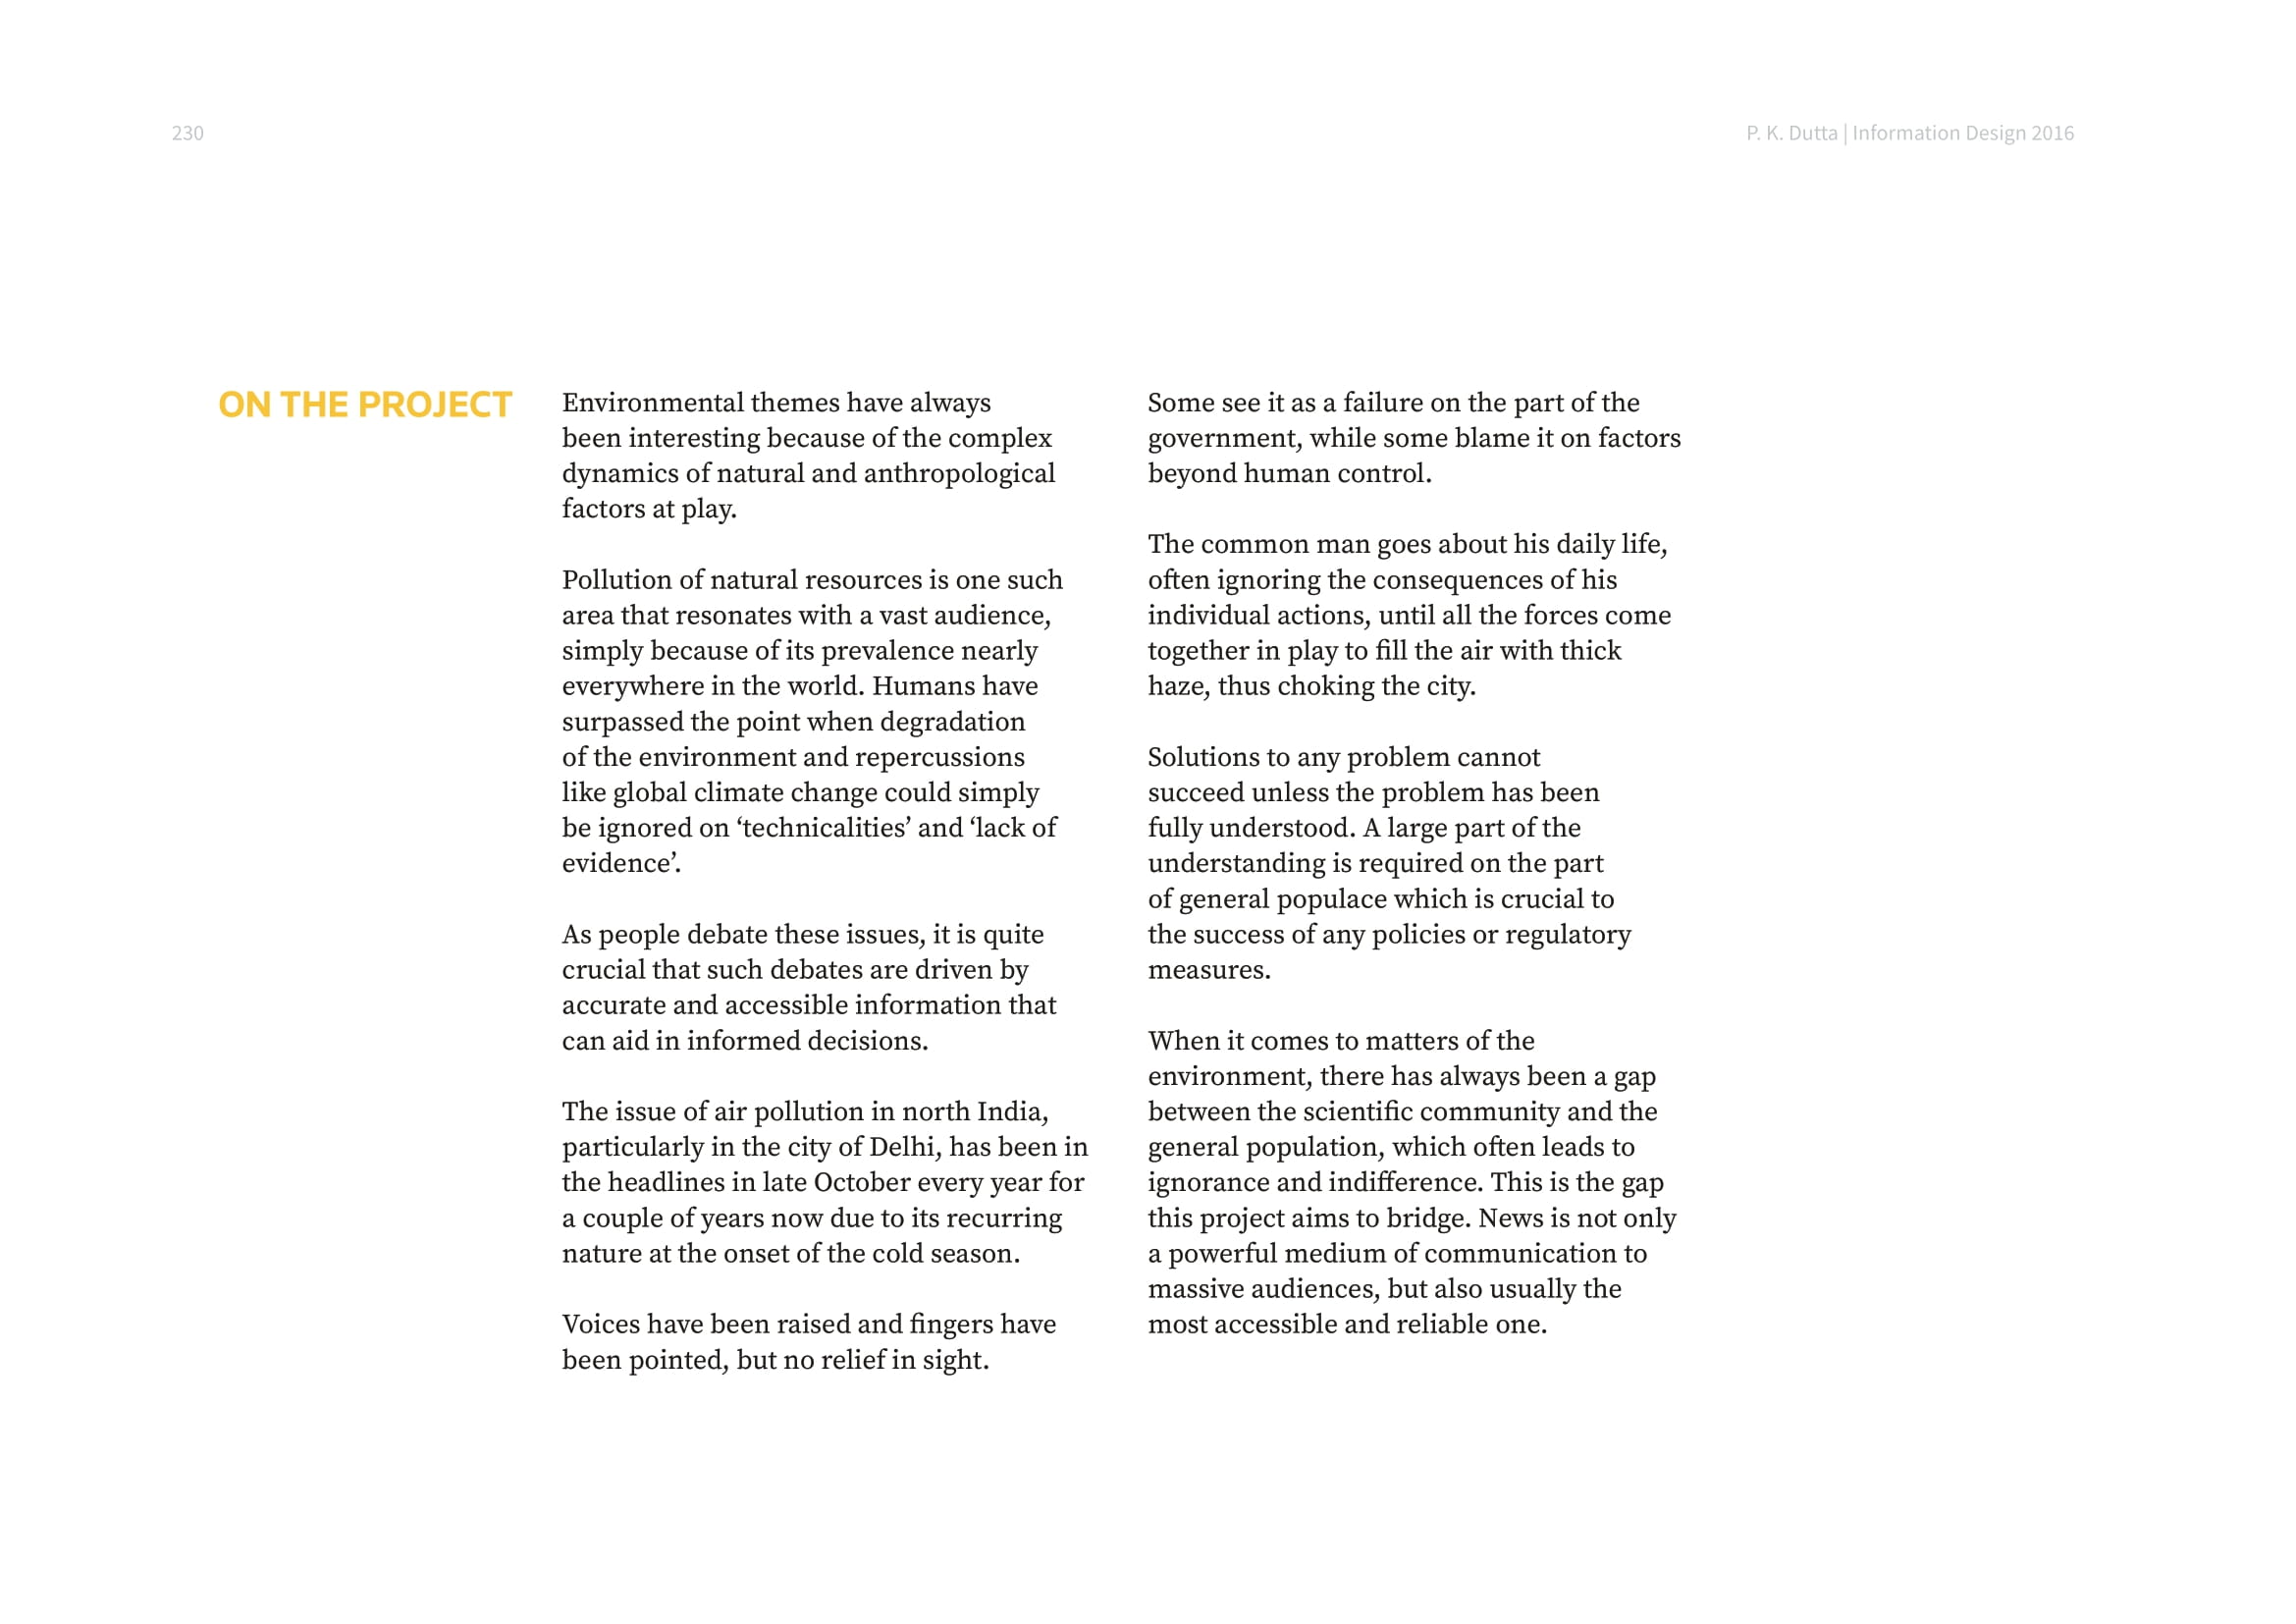 230
P. K. Dutta | Information Design 2016
ON THE PROJECT
Environmental themes have always
been interesting because of the complex
dynamics of natural and anthropological
factors at play.
Pollution of natural resources is one such
area that resonates with a vast audience,
simply because of its prevalence nearly
everywhere in the world. Humans have
surpassed the point when degradation
of the environment and repercussions
like global climate change could simply
be ignored on ‘technicalities’ and ‘lack of
evidence’.
As people debate these issues, it is quite
crucial that such debates are driven by
accurate and accessible information that
can aid in informed decisions.
The issue of air pollution in north India,
particularly in the city of Delhi, has been in
the headlines in late October every year for
a couple of years now due to its recurring
nature at the onset of the cold season.
Voices have been raised and fingers have
been pointed, but no relief in sight.
Some see it as a failure on the part of the
government, while some blame it on factors
beyond human control.
The common man goes about his daily life,
often ignoring the consequences of his
individual actions, until all the forces come
together in play to fill the air with thick
haze, thus choking the city.
Solutions to any problem cannot
succeed unless the problem has been
fully understood. A large part of the
understanding is required on the part
of general populace which is crucial to
the success of any policies or regulatory
measures.
When it comes to matters of the
environment, there has always been a gap
between the scientific community and the
general population, which often leads to
ignorance and indifference. This is the gap
this project aims to bridge. News is not only
a powerful medium of communication to
massive audiences, but also usually the
most accessible and reliable one.